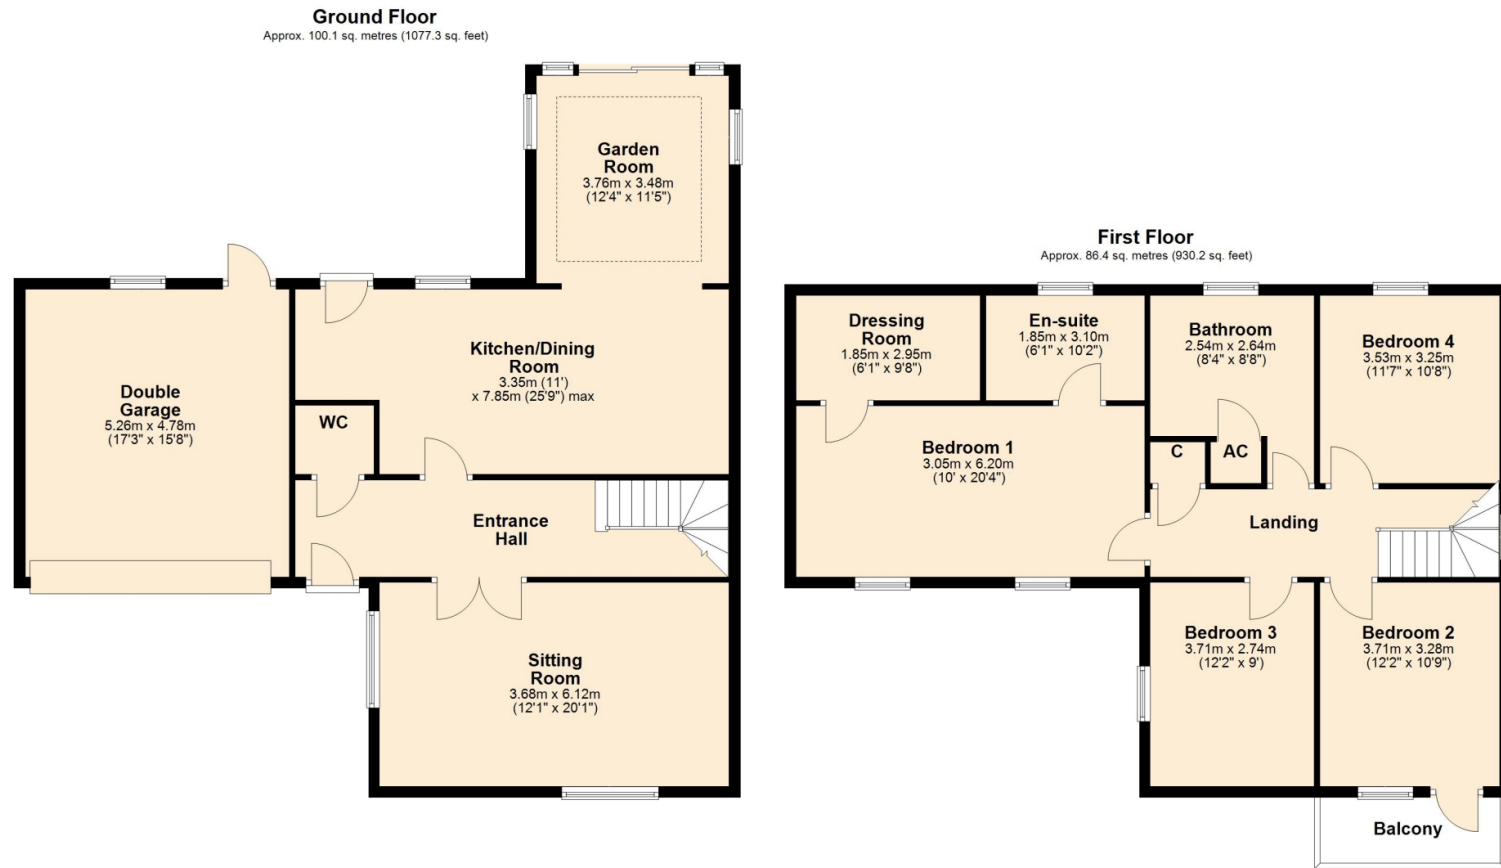 Ground Floor
Approx. 100.1 sq. metres (1077.3 sq. feet)
Garden
Room
3.76m x 3.48m
(12'4" x 11'5")
Kitchen/Dining
Room
3.35m (11')
x 7.85m (25'9") max
Double
Garage
5.26m x 4.78m
(17'3" x 15'8")
WC
Entrance
Hall
Sitting
Room
3.68m x 6.12m
(12'1" x 20'1")
First Floor
Approx. 86.4 sq. metres (930.2 sq. feet)
Dressing
Room
1.85m x 2.95m
(6'1" x 9'8")
En-suite
1.85m x 3.10m
(6'1" x 10'2")
Bathroom
2.54m x 2.64m
(8'4" x 8'8")
Bedroom 4
3.53m x 3.25m
(11'7" x 10'8")
Bedroom 1
3.05m x 6.20m
(10' x 20'4")
C
AC
Landing
Bedroom 3
3.71m x 2.74m
(12'2" x 9')
Bedroom 2
3.71m x 3.28m
(12'2" x 10'9")
Balcony